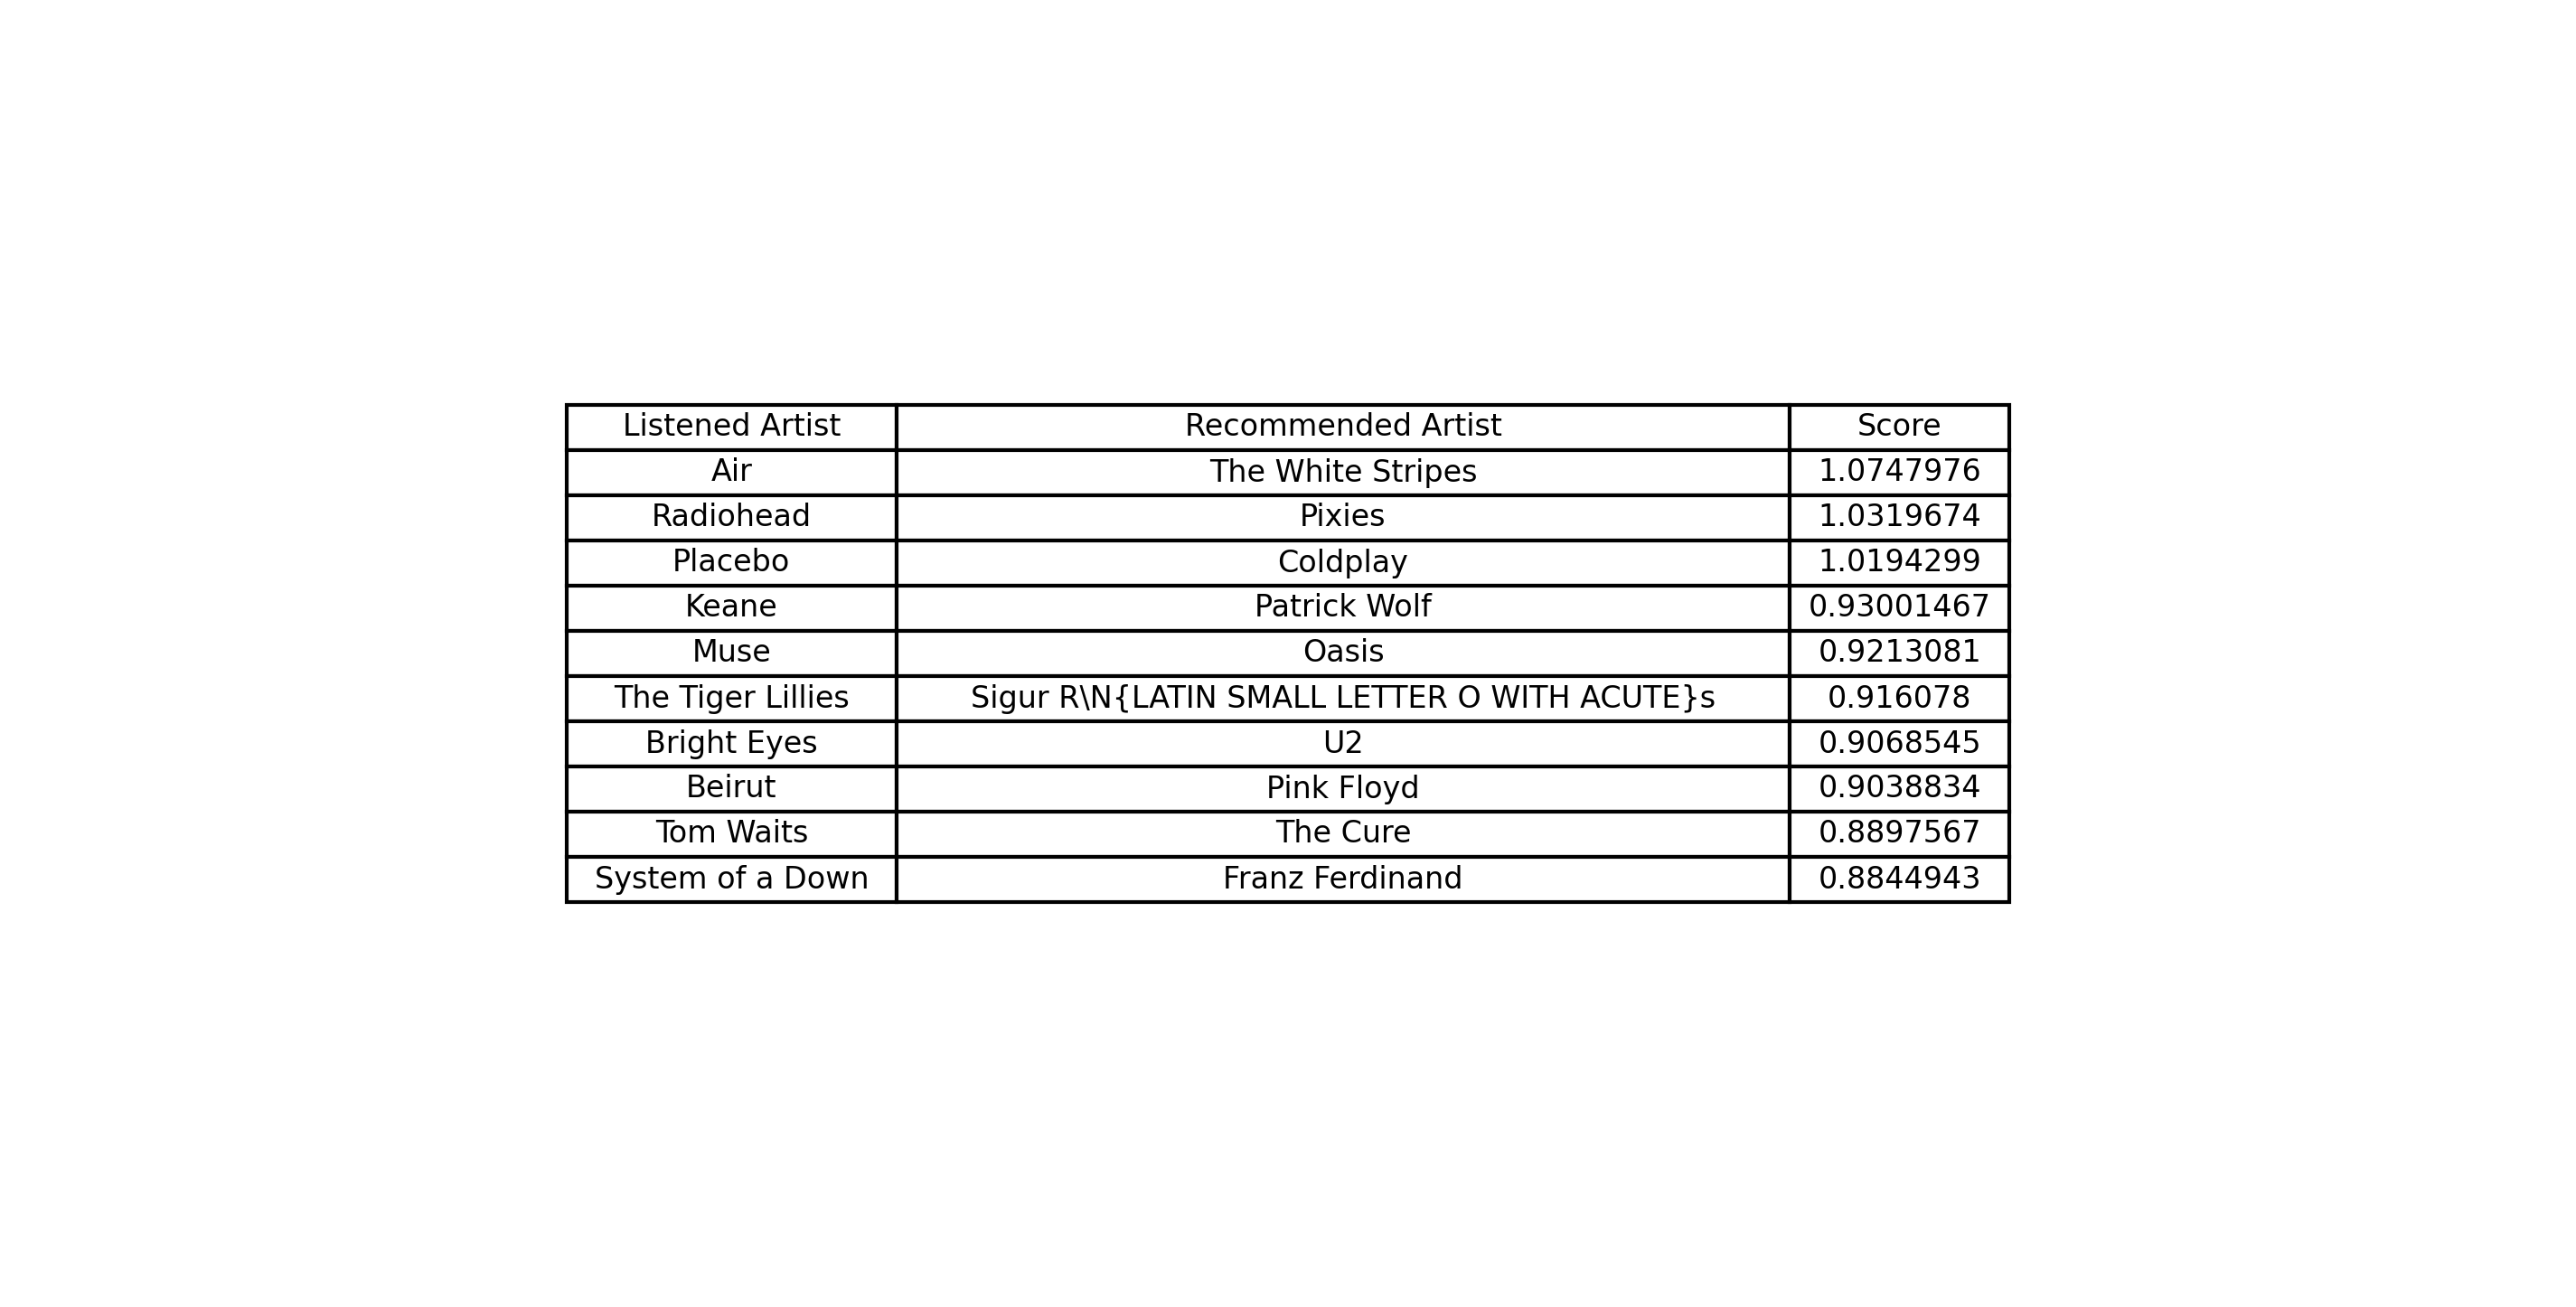 Listened Artist Recommended Artist Score
Air The White Stripes 1.0747976
Radiohead Pixies 1.0319674
Placebo Coldplay 1.0194299
Keane Patrick Wolf 0.93001467
Muse Oasis 0.9213081
The Tiger Lillies Sigur R\N{LATIN SMALL LETTER O WITH ACUTE}s 0.916078
Bright Eyes U2 0.9068545
Beirut Pink Floyd 0.9038834
Tom Waits The Cure 0.8897567
System of a Down Franz Ferdinand 0.8844943